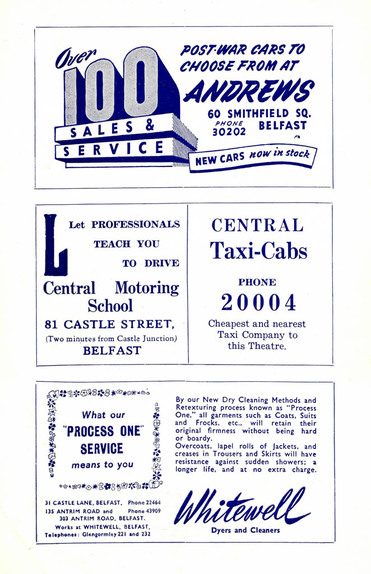 Over
100
SALES &
SERVICE
POST-WAR CARS TO
CHOOSE FROM AT
ANDREWS
60 SMITHFIELD SQ.
PHONE
30202 BELFAST
NEW CARS now in stock
L
Let PROFESSIONALS
TEACH YOU
TO DRIVE
Central Motoring
School
81 CASTLE STREET,
(Two minutes from Castle Junction)
BELFAST
CENTRAL
Taxi-Cabs
PHONE
20004
Cheapest and nearest
Taxi Company to
this Theatre.
What our
"PROCESS ONE"
SERVICE
means to you
31 CASTLE LANE, BELFAST, Phone 22464
135 ANTRIM ROAD and Phone 43909
303 ANTRIM ROAD, BELFAST.
Works at WHITEWELL, BELFAST,
Telephones : Glengormley 221 and 232
By our New Dry Cleaning Methods and
Retexturing process known as "Process
One," all garments such as Coats, Suits
and Frocks, etc., will retain their
original firmness without being hard
or boardy.
Overcoats, lapel rolls of Jackets, and
creases in Trousers and Skirts will have
resistance against sudden showers; a
longer life, and at no extra charge.
Whitewell
Dyers and Cleaners